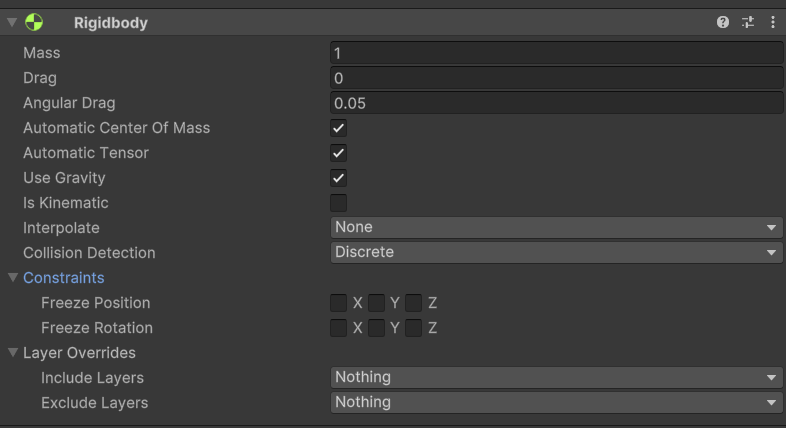 Rigidbody
Mass 1
Drag 0
Angular Drag 0.05
Automatic Center Of Mass
Automatic Tensor
Use Gravity
Is Kinematic
Interpolate None
Collision Detection Discrete
Constraints
Freeze Position X Y Z
Freeze Rotation X Y Z
Layer Overrides
Include Layers Nothing
Exclude Layers Nothing